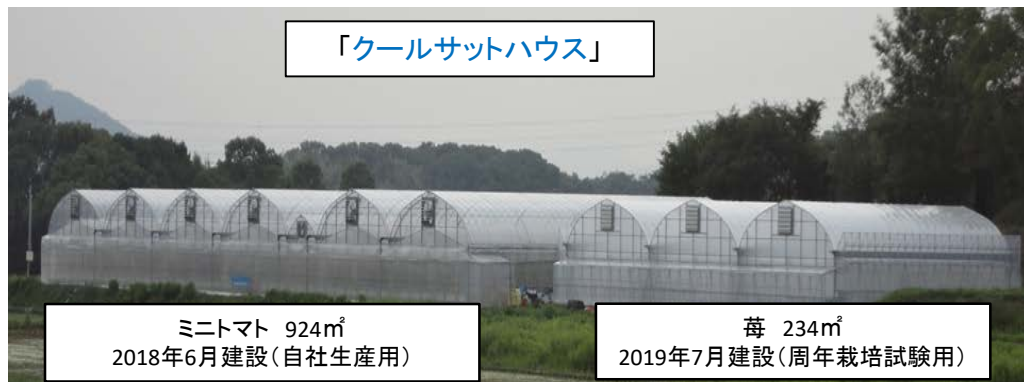 「クールサットハウス」
ミニトマト 924㎡
2018年6月建設(自社生産用)
苺 234㎡
2019年7月建設(周年栽培試験用)